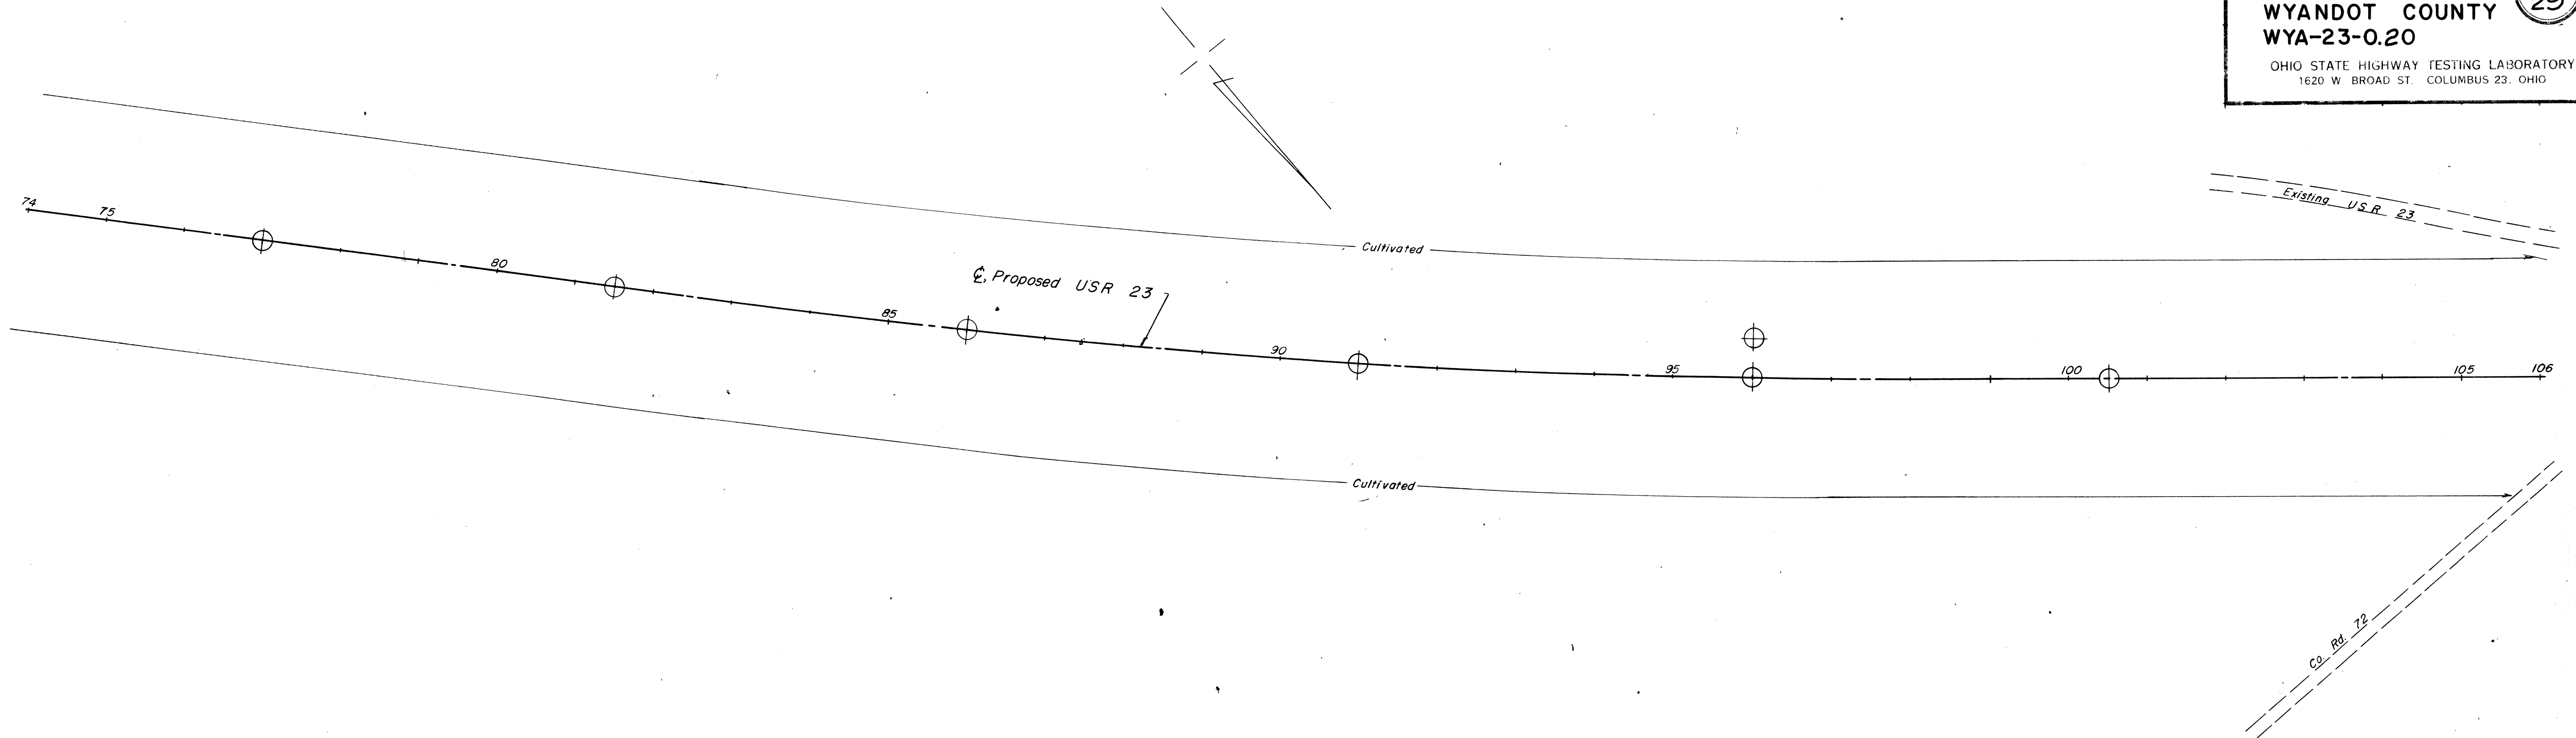 WYANDOT COUNTY
29
WYA-23-0.20
OHIO STATE HIGHWAY TESTING LABORATORY
1620 W BROAD ST. COLUMBUS 23, OHIO
Existing USR 23
Cultivated
74
75
80
℄ Proposed USR 23
85
90
95
100
105
106
Cultivated
Co Rd. 72